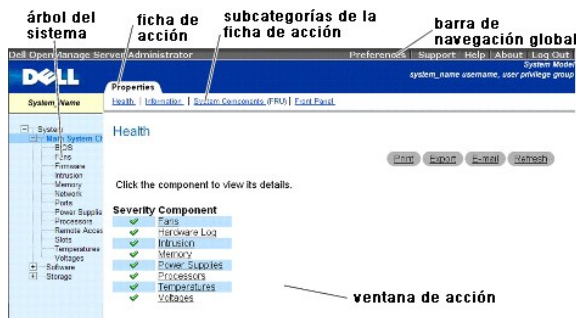 árbol del
sistema
ficha de
acción
subcategorías de la
ficha de acción
barra de
navegación global
Dell OpenManage Server Administrator
Preferences | Support | Help | About | Log Out
System Model
system_name username, user privilege group
DELL
System_Name
Properties
Health | Information | System Components (FRU) | Front Panel
System
Main System Ch
BIOS
Fans
Firmware
Intrusion
Memory
Network
Ports
Power Supplie
Processors
Remote Acces
Slots
Temperatures
Voltages
Software
Storage
Health
Print Export E-mail Refresh
Click the component to view its details.
Severity Component
Fans
Hardware Log
Intrusion
Memory
Power Supplies
Processors
Temperatures
Voltages
ventana de acción